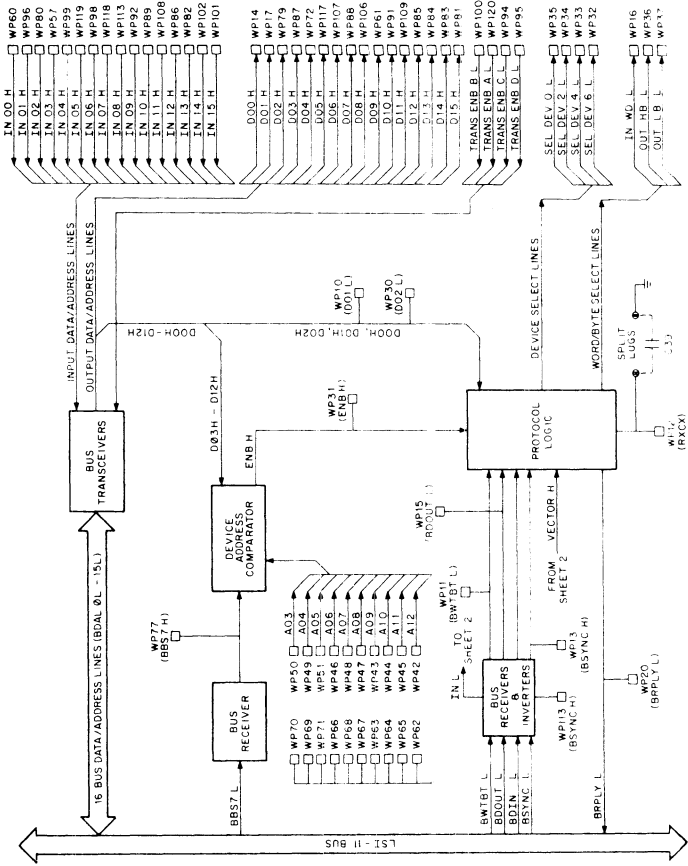 16 BUS DATA/ADDRESS LINES (BDAL 0L - 15L)
BUS TRANSCEIVERS
INPUT DATA/ADDRESS LINES
OUTPUT DATA/ADDRESS LINES
IN 00 H WP60
IN 01 H WP96
IN 02 H WP80
IN 03 H WP57
IN 04 H WP99
IN 05 H WP119
IN 06 H WP98
IN 07 H WP118
IN 08 H WP113
IN 09 H WP92
IN 10 H WP89
IN 11 H WP108
IN 12 H WP86
IN 13 H WP82
IN 14 H WP102
IN 15 H WP101
D00 H WP14
D01 H WP17
D02 H WP79
D03 H WP87
D04 H WP72
D05 H WP117
D06 H WP107
D07 H WP88
D08 H WP106
D09 H WP61
D10 H WP91
D11 H WP109
D12 H WP85
D13 H WP84
D14 H WP83
D15 H WP81
TRANS ENB B L WP100
TRANS ENB A L WP120
TRANS ENB C L WP94
TRANS ENB D L WP95
D00H-D12H
D03H - D12H
D00H, D01H, D02H
WP10
(D01 L)
WP30
(D02 L)
WP77
(BBS7 H)
BBS7 L
BUS RECEIVER
DEVICE ADDRESS COMPARATOR
ENB H
WP31
(ENB H)
WP70 WP50 A03
WP69 WP49 A04
WP71 WP51 A05
WP66 WP46 A06
WP68 WP48 A07
WP67 WP47 A08
WP63 WP43 A09
WP64 WP44 A10
WP65 WP45 A11
WP62 WP42 A12
SEL DEV 0 L WP35
SEL DEV 2 L WP34
SEL DEV 4 L WP33
SEL DEV 6 L WP32
IN WD L WP16
OUT HB L WP36
OUT LB L WP37
DEVICE SELECT LINES
WORD/BYTE SELECT LINES
PROTOCOL LOGIC
SPLIT LUGS
WP12
(RXCX)
WP15
(BDOUT L)
WP11
(BWTBT L)
IN L TO SHEET 2
FROM SHEET 2
VECTOR H
BUS RECEIVERS & INVERTERS
BWTBT L
BDOUT L
BDIN L
BSYNC L
WP13
(BSYNC H)
WP113
(BSYNC H)
BRPLY L
WP20
(BRPLY L)
LSI-11 BUS